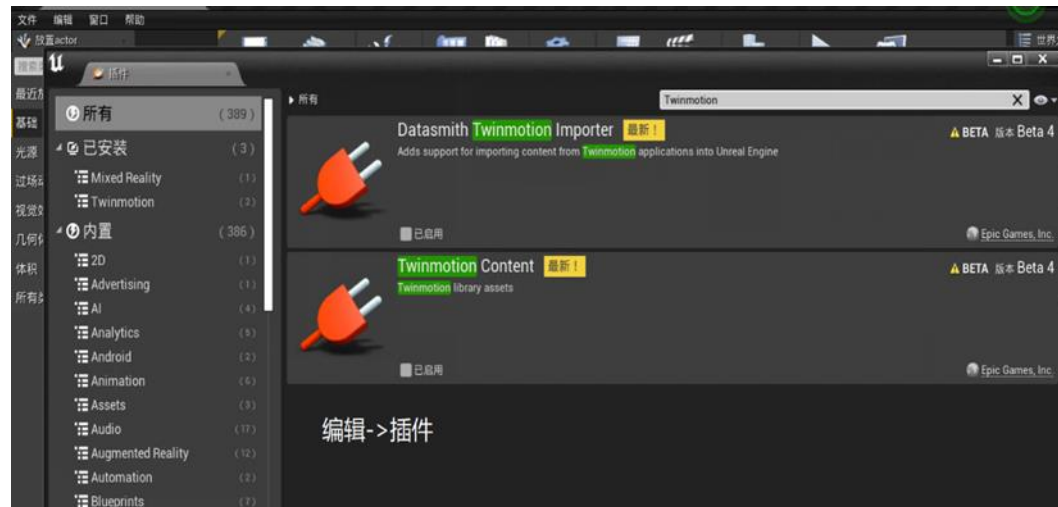 文件 编辑 窗口 帮助
放置actor
插件
最近
基础
光源
过场
视觉
几何
体积
所有
所有 (389)
已安装 (3)
Mixed Reality (1)
Twinmotion (2)
内置 (386)
2D (1)
Advertising (1)
AI (4)
Analytics (5)
Android (2)
Animation (6)
Assets (3)
Audio (17)
Augmented Reality (12)
Automation (2)
Blueprints (7)
所有
Twinmotion
Datasmith Twinmotion Importer 最新！
BETA 版本 Beta 4
Adds support for importing content from Twinmotion applications into Unreal Engine
已启用
Epic Games, Inc.
Twinmotion Content 最新！
BETA 版本 Beta 4
Twinmotion library assets
已启用
Epic Games, Inc.
编辑->插件
世界